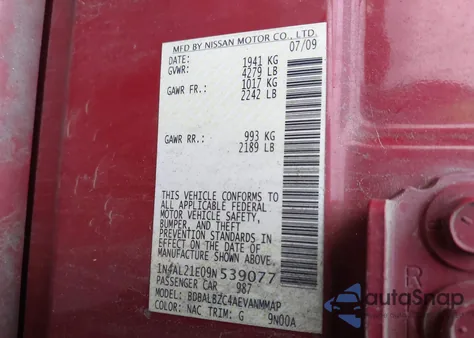 MFD BY NISSAN MOTOR CO., LTD.
DATE: 07/09
GVWR: 1941 KG
4279 LB
GAWR FR.: 1017 KG
2242 LB
GAWR RR.: 993 KG
2189 LB
THIS VEHICLE CONFORMS TO
ALL APPLICABLE FEDERAL
MOTOR VEHICLE SAFETY,
BUMPER, AND THEFT
PREVENTION STANDARDS IN
EFFECT ON THE DATE OF
MANUFACTURE SHOWN ABOVE.
1N4AL21E09N539077
PASSENGER CAR 987
MODEL: BDBALBZC4AEVANMMAP
COLOR: NAC TRIM: G 9N00A
R
autoSnap